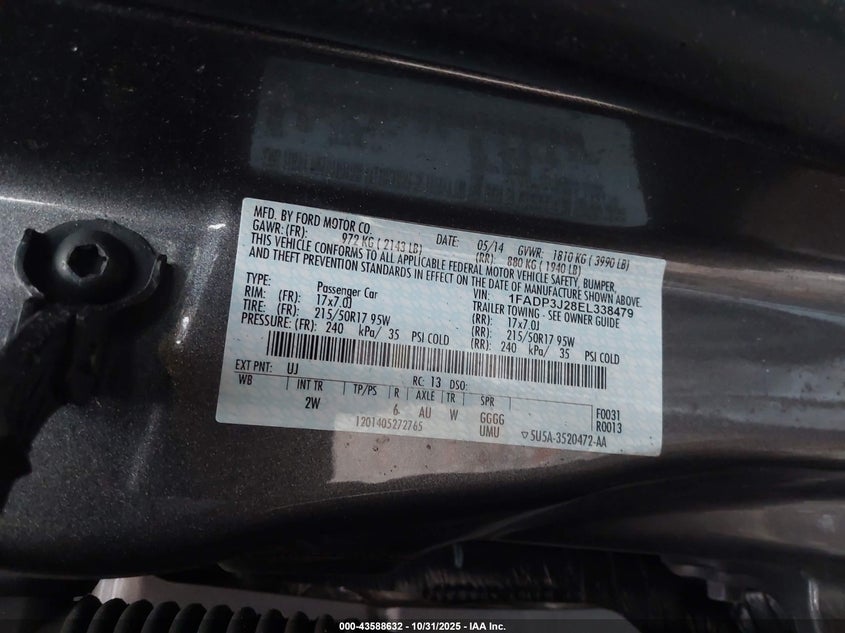 MFD. BY FORD MOTOR CO. DATE: 05/14 GVWR: 1810 KG ( 3990 LB)
GAWR: (FR): 972 KG ( 2143 LB) (RR): 880 KG ( 1940 LB)
THIS VEHICLE CONFORMS TO ALL APPLICABLE FEDERAL MOTOR VEHICLE SAFETY, BUMPER,
AND THEFT PREVENTION STANDARDS IN EFFECT ON THE DATE OF MANUFACTURE SHOWN ABOVE.
VIN: 1FADP3J28EL338479
TYPE: Passenger Car TRAILER TOWING - SEE OWNER GUIDE
RIM: (FR): 17x7.0J (RR): 17x7.0J
TIRE: (FR): 215/50R17 95W (RR): 215/50R17 95W
PRESSURE: (FR): 240 kPa/ 35 PSI COLD (RR): 240 kPa/ 35 PSI COLD
EXT PNT: UJ RC: 13 DSO:
WB INT TR TP/PS R AXLE TR SPR
2W 6 AU W GGGG F0031
1201405272765 UMU R0013
▽5U5A-3520472-AA
000-43588632 - 10/31/2025 - IAA Inc.